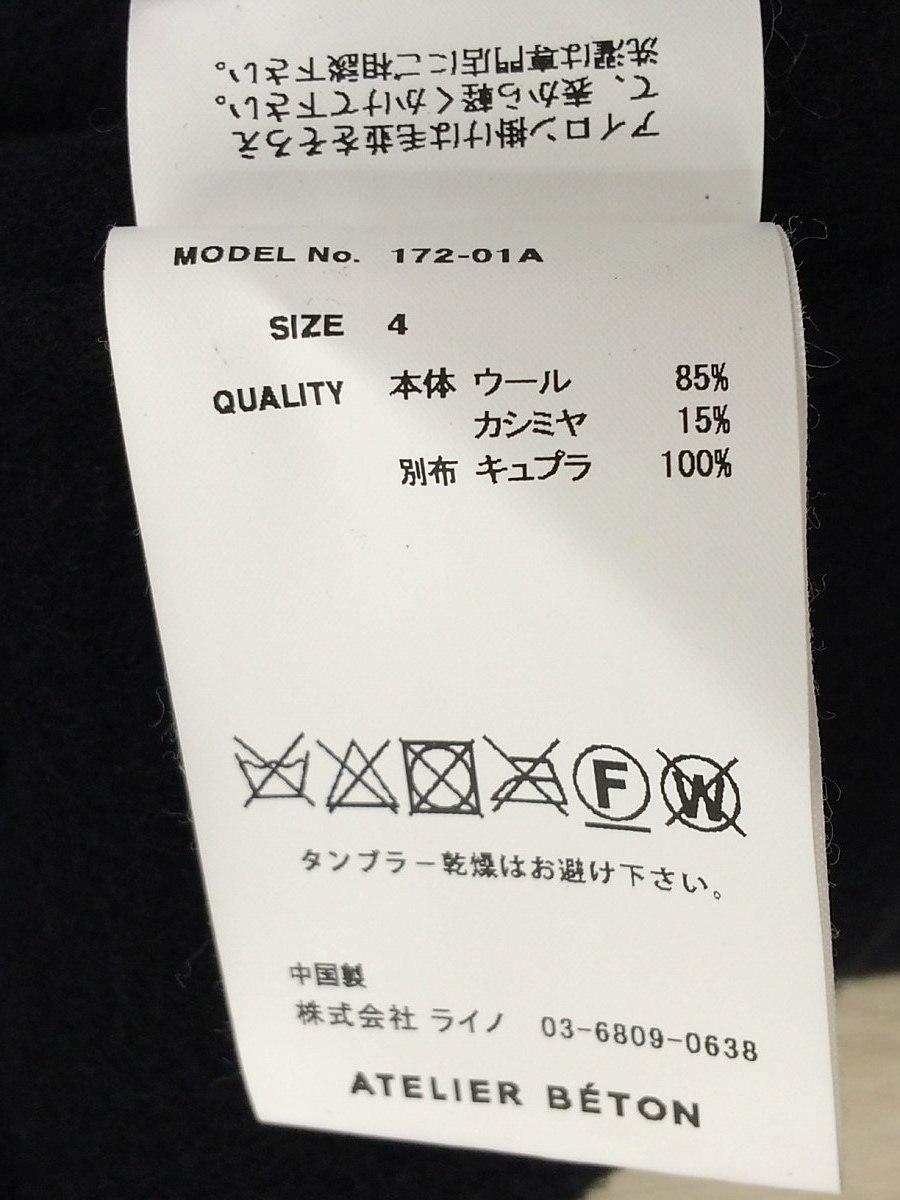 アイロン掛けは毛並をそろえ
て、表から軽くかけて下さい。
洗濯は専門店にご相談下さい。
MODEL No. 172-01A
SIZE 4
QUALITY 本体 ウール 85%
カシミヤ 15%
別布 キュプラ 100%
F W
タンブラー乾燥はお避け下さい。
中国製
株式会社 ライノ 03-6809-0638
ATELIER BÉTON